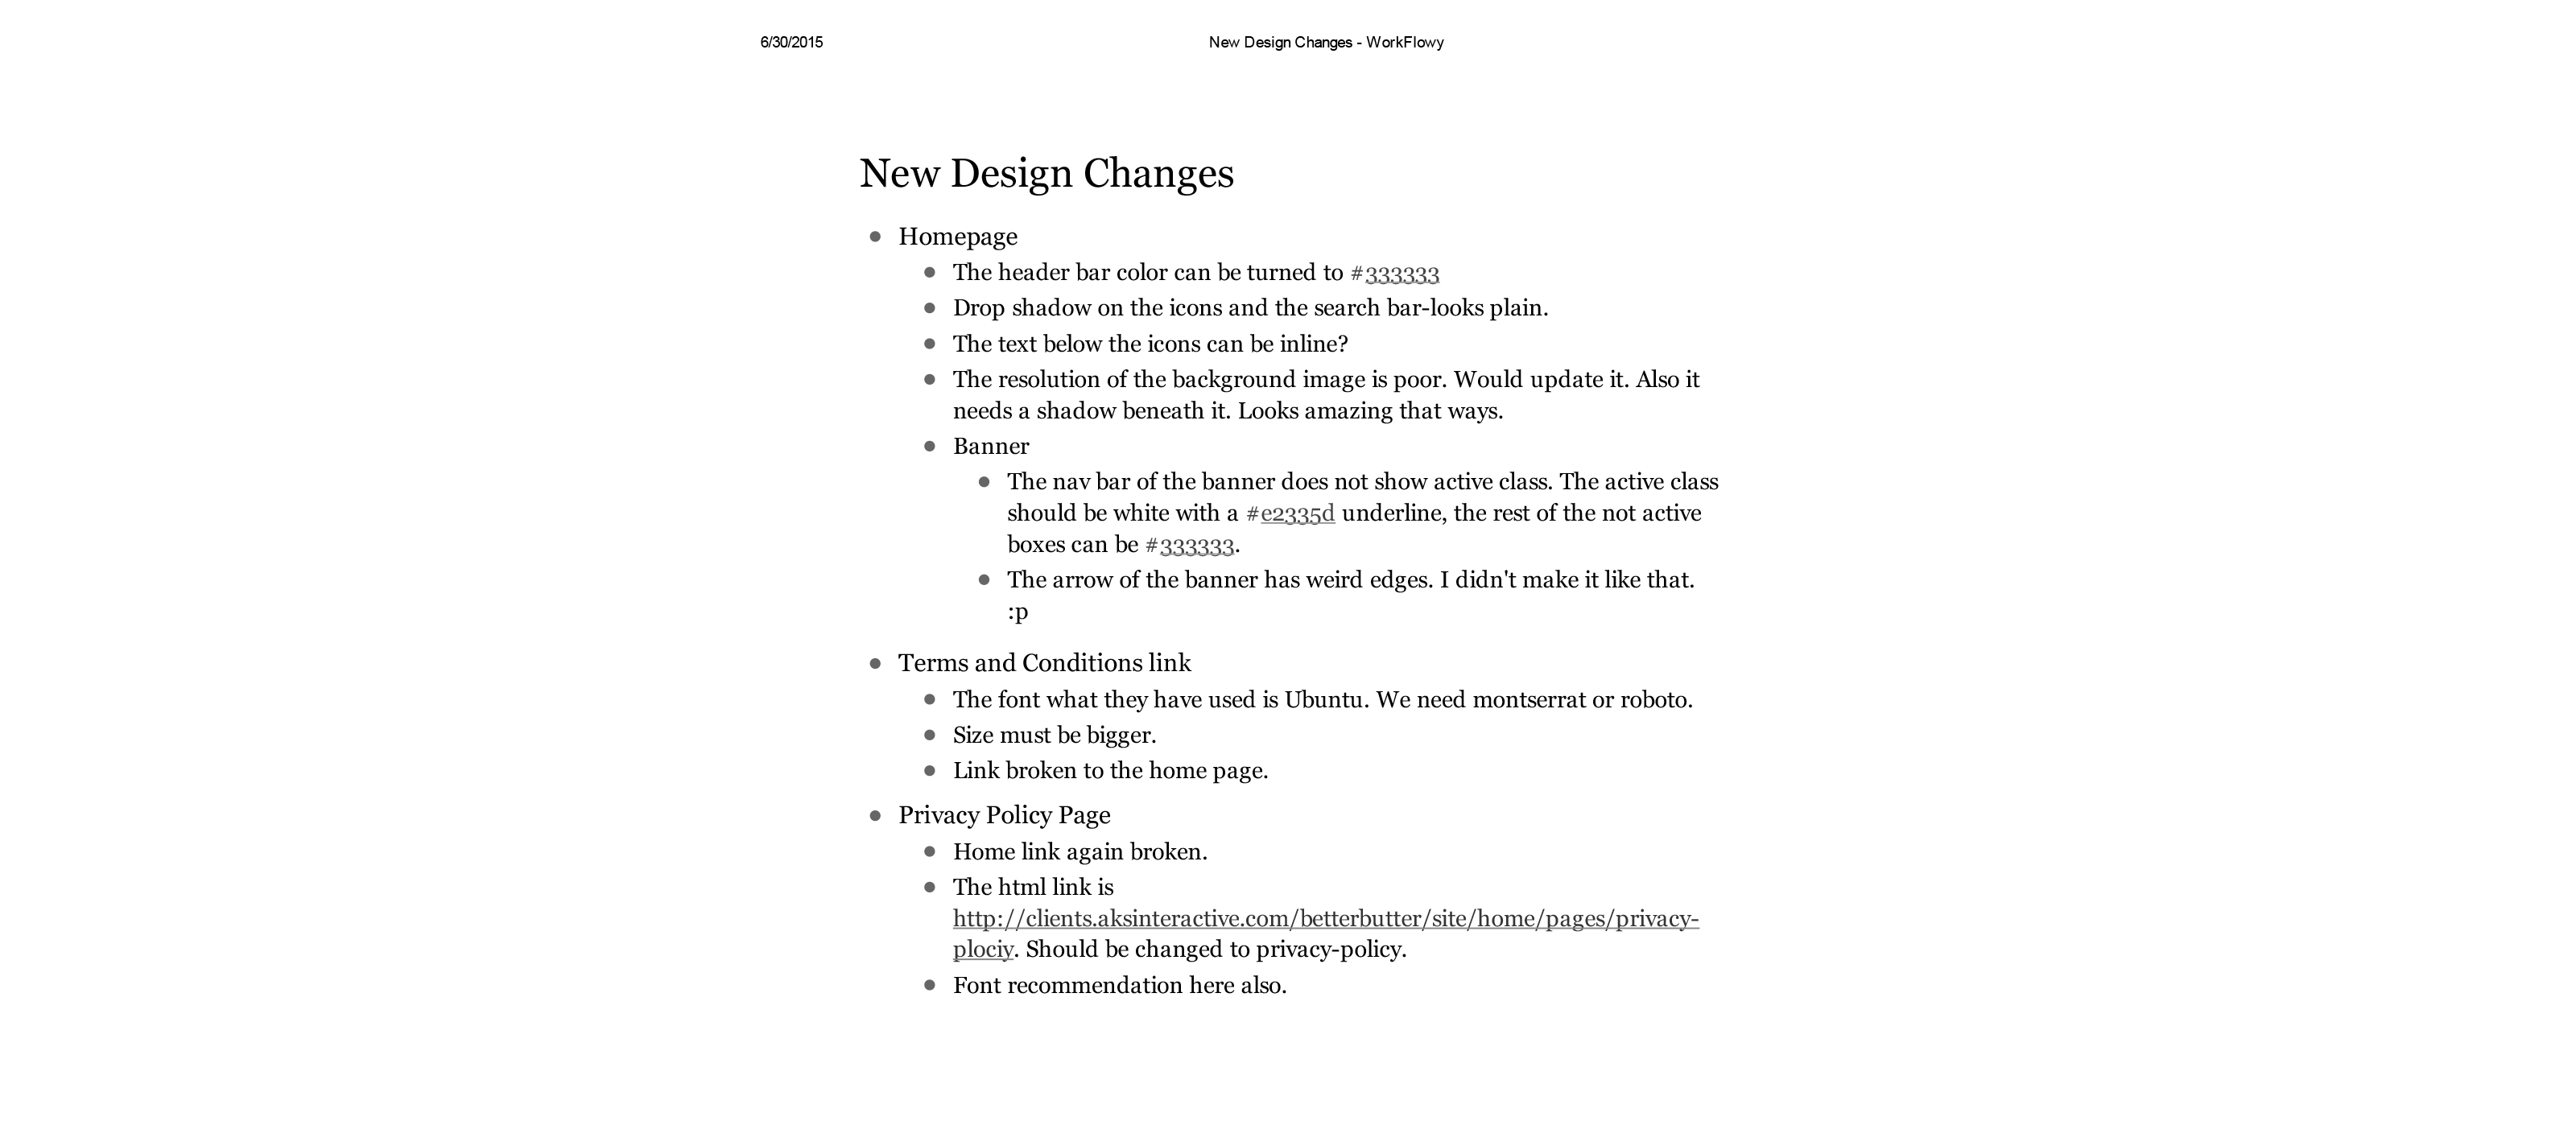 6/30/2015 New Design Changes - WorkFlowy
New Design Changes
Homepage
The header bar color can be turned to #333333
Drop shadow on the icons and the search bar-looks plain.
The text below the icons can be inline?
The resolution of the background image is poor. Would update it. Also it
needs a shadow beneath it. Looks amazing that ways.
Banner
The nav bar of the banner does not show active class. The active class
should be white with a #e2335d underline, the rest of the not active
boxes can be #333333.
The arrow of the banner has weird edges. I didn't make it like that.
:p
Terms and Conditions link
The font what they have used is Ubuntu. We need montserrat or roboto.
Size must be bigger.
Link broken to the home page.
Privacy Policy Page
Home link again broken.
The html link is
http://clients.aksinteractive.com/betterbutter/site/home/pages/privacy-
plociy. Should be changed to privacy-policy.
Font recommendation here also.